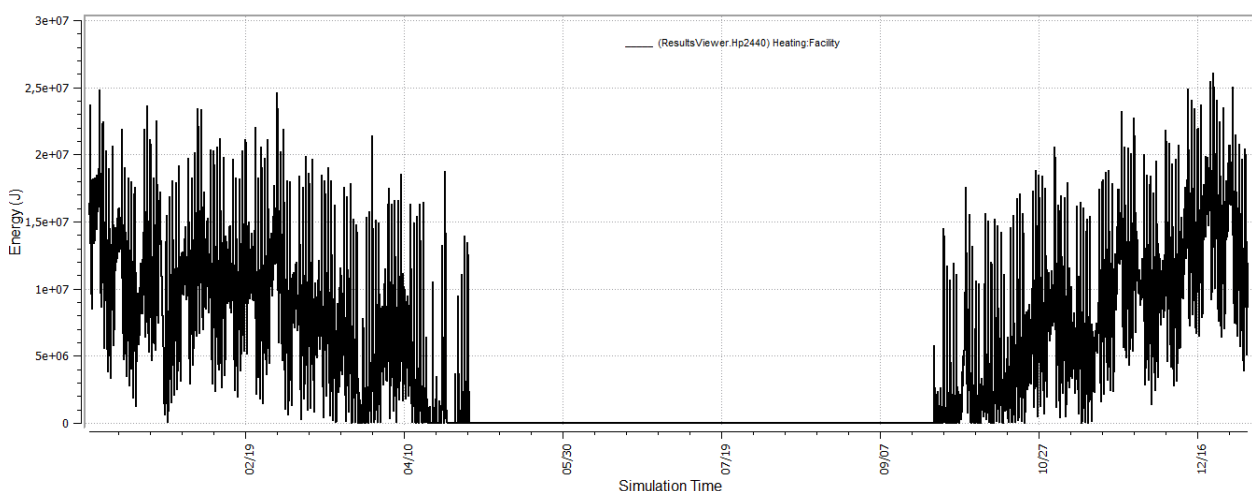 3e+07
(ResultsViewer.Hp2440) Heating:Facility
2,5e+07
2e+07
Energy (J)
1,5e+07
1e+07
5e+06
0
02/19
04/10
05/30
07/19
09/07
10/27
12/16
Simulation Time